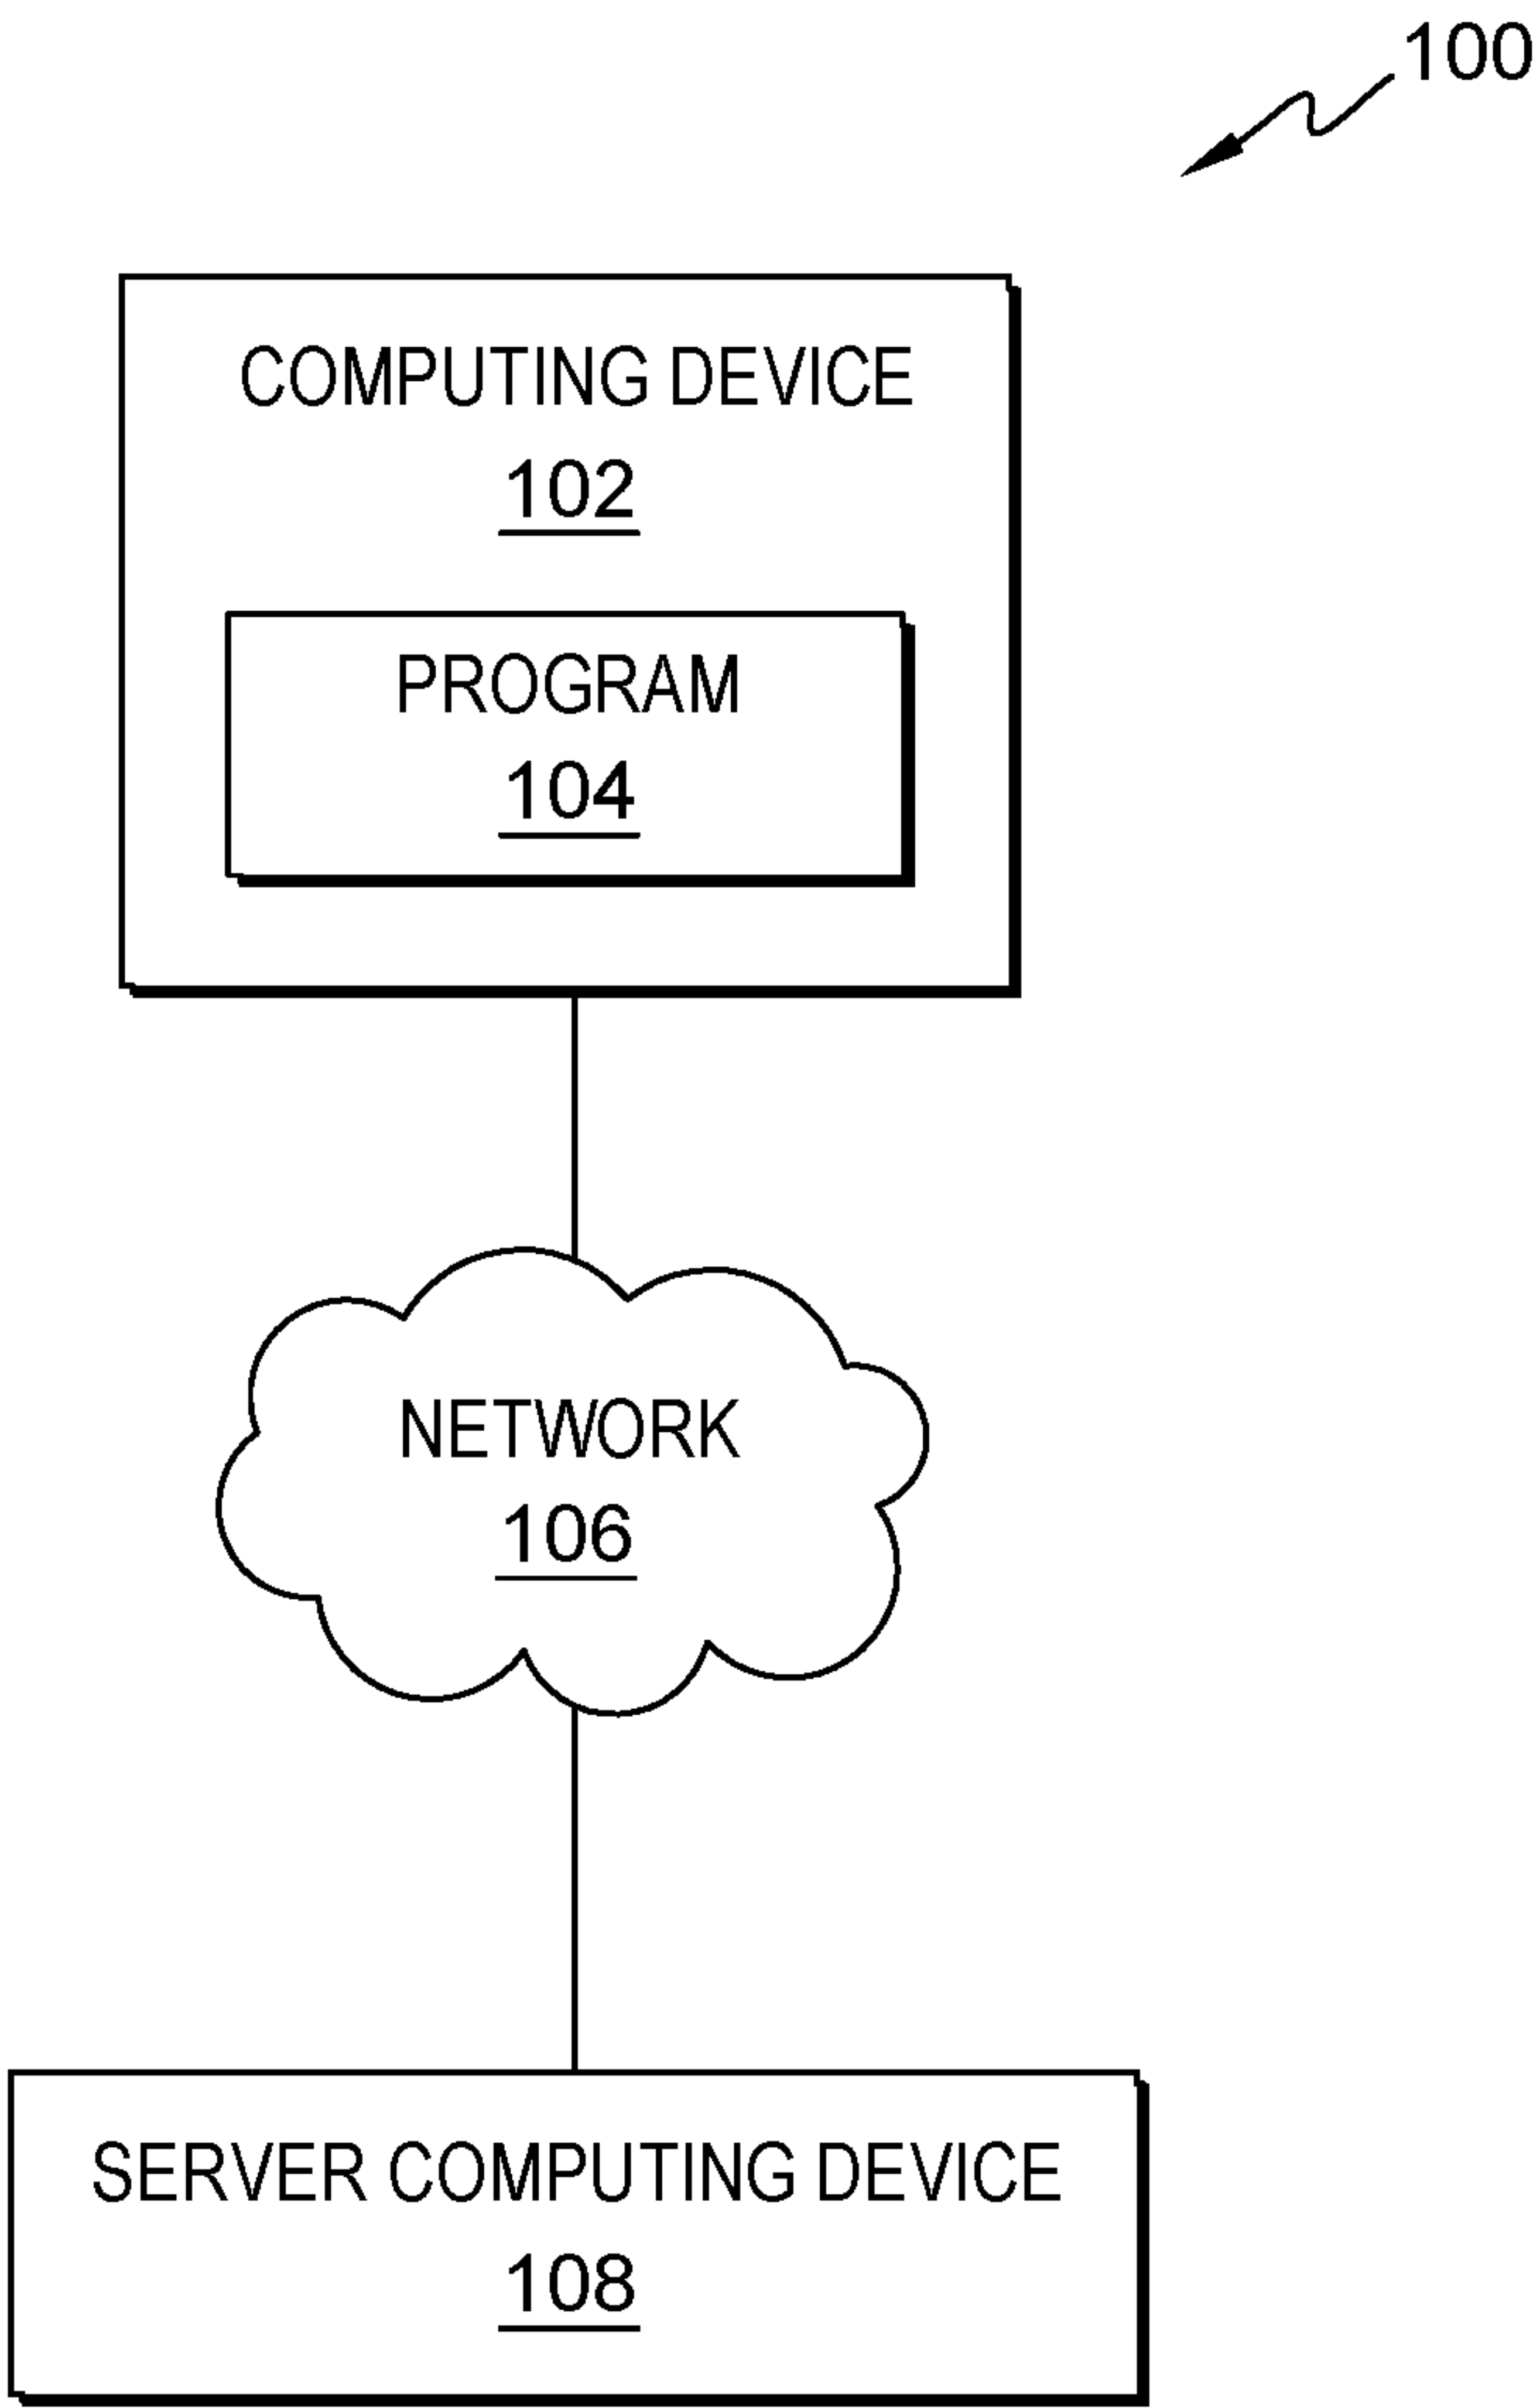 100
COMPUTING DEVICE
102
PROGRAM
104
NETWORK
106
SERVER COMPUTING DEVICE
108